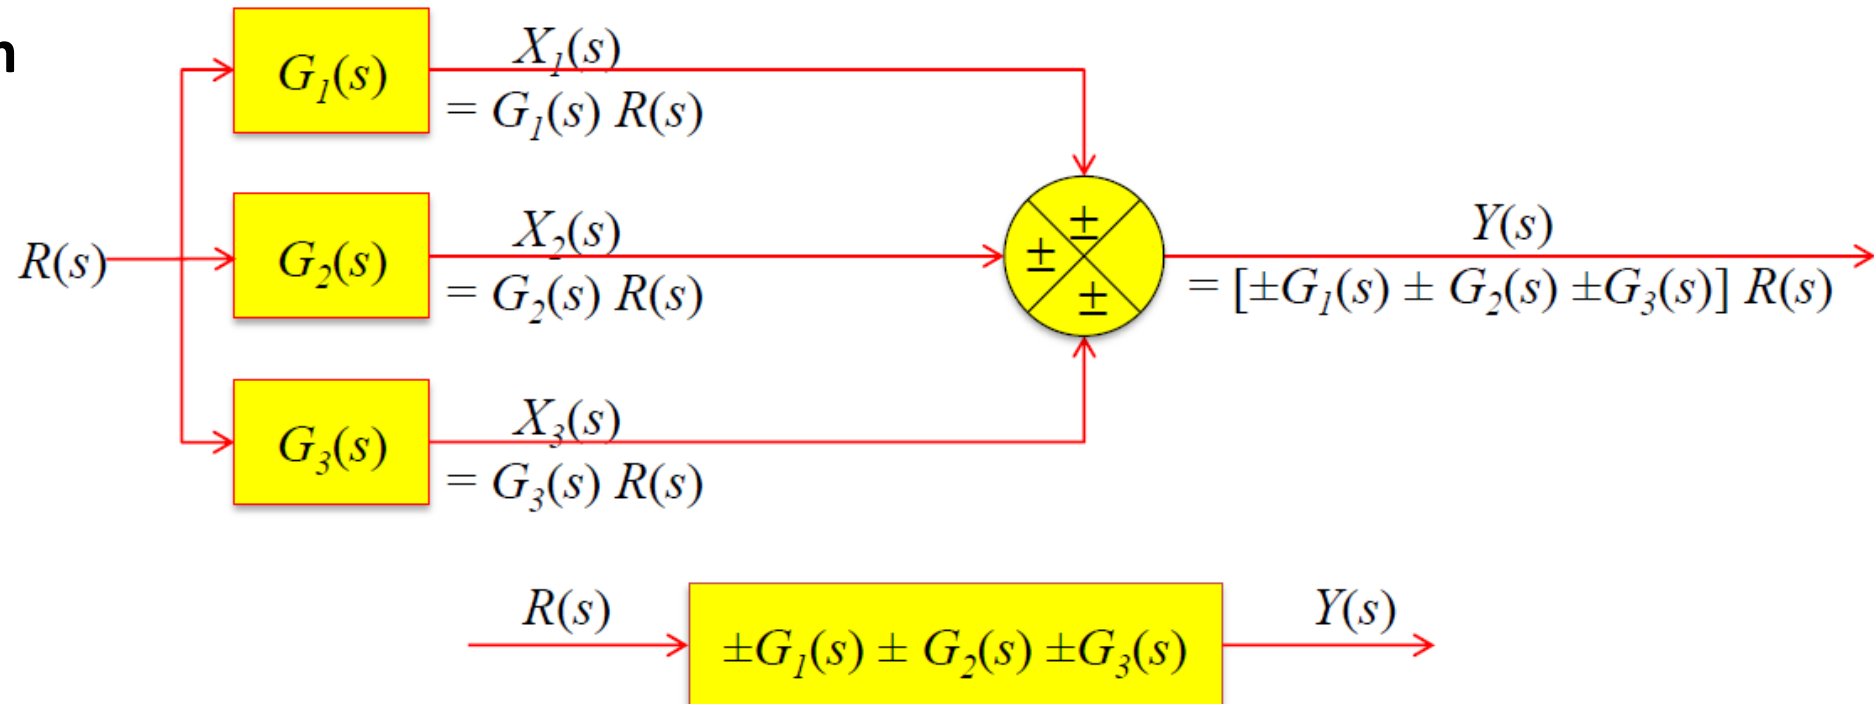 n
G₁(s)
X₁(s)
= G₁(s) R(s)
R(s)
G₂(s)
X₂(s)
= G₂(s) R(s)
±
±
±
Y(s)
= [±G₁(s) ± G₂(s) ±G₃(s)] R(s)
G₃(s)
X₃(s)
= G₃(s) R(s)
R(s)
±G₁(s) ± G₂(s) ±G₃(s)
Y(s)